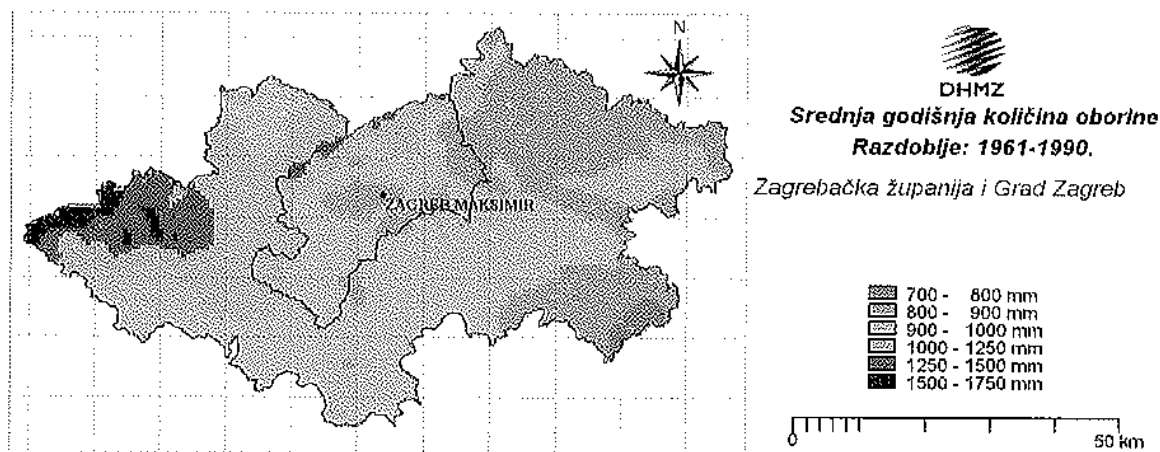 N
DHMZ
Srednja godišnja količina oborine
Razdoblje: 1961-1990.
Zagrebačka županija i Grad Zagreb
ZAGREB MAKSIMIR
700 - 800 mm
800 - 900 mm
900 - 1000 mm
1000 - 1250 mm
1250 - 1500 mm
1500 - 1750 mm
0 50 km